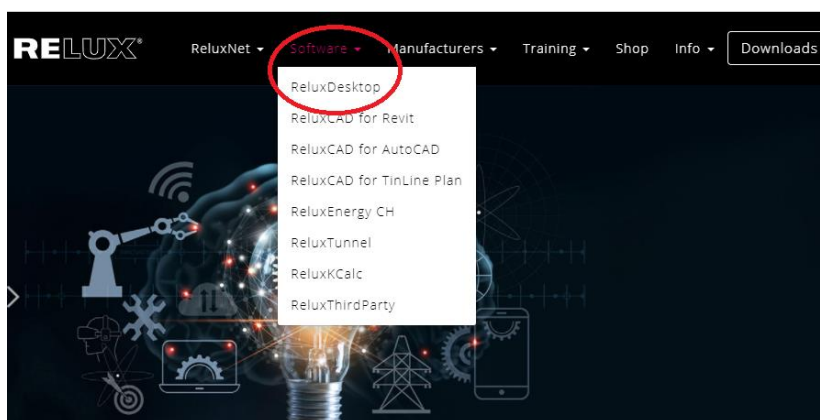 RELUX® ReluxNet Software Manufacturers Training Shop Info Downloads
ReluxDesktop
ReluxCAD for Revit
ReluxCAD for AutoCAD
ReluxCAD for TinLine Plan
ReluxEnergy CH
ReluxTunnel
ReluxKCalc
ReluxThirdParty